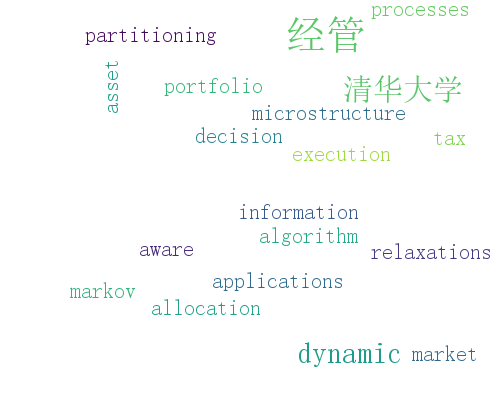 processes
经管
partitioning
asset
portfolio
清华大学
microstructure
decision
tax
execution
information
algorithm
aware
relaxations
applications
markov
allocation
dynamic
market